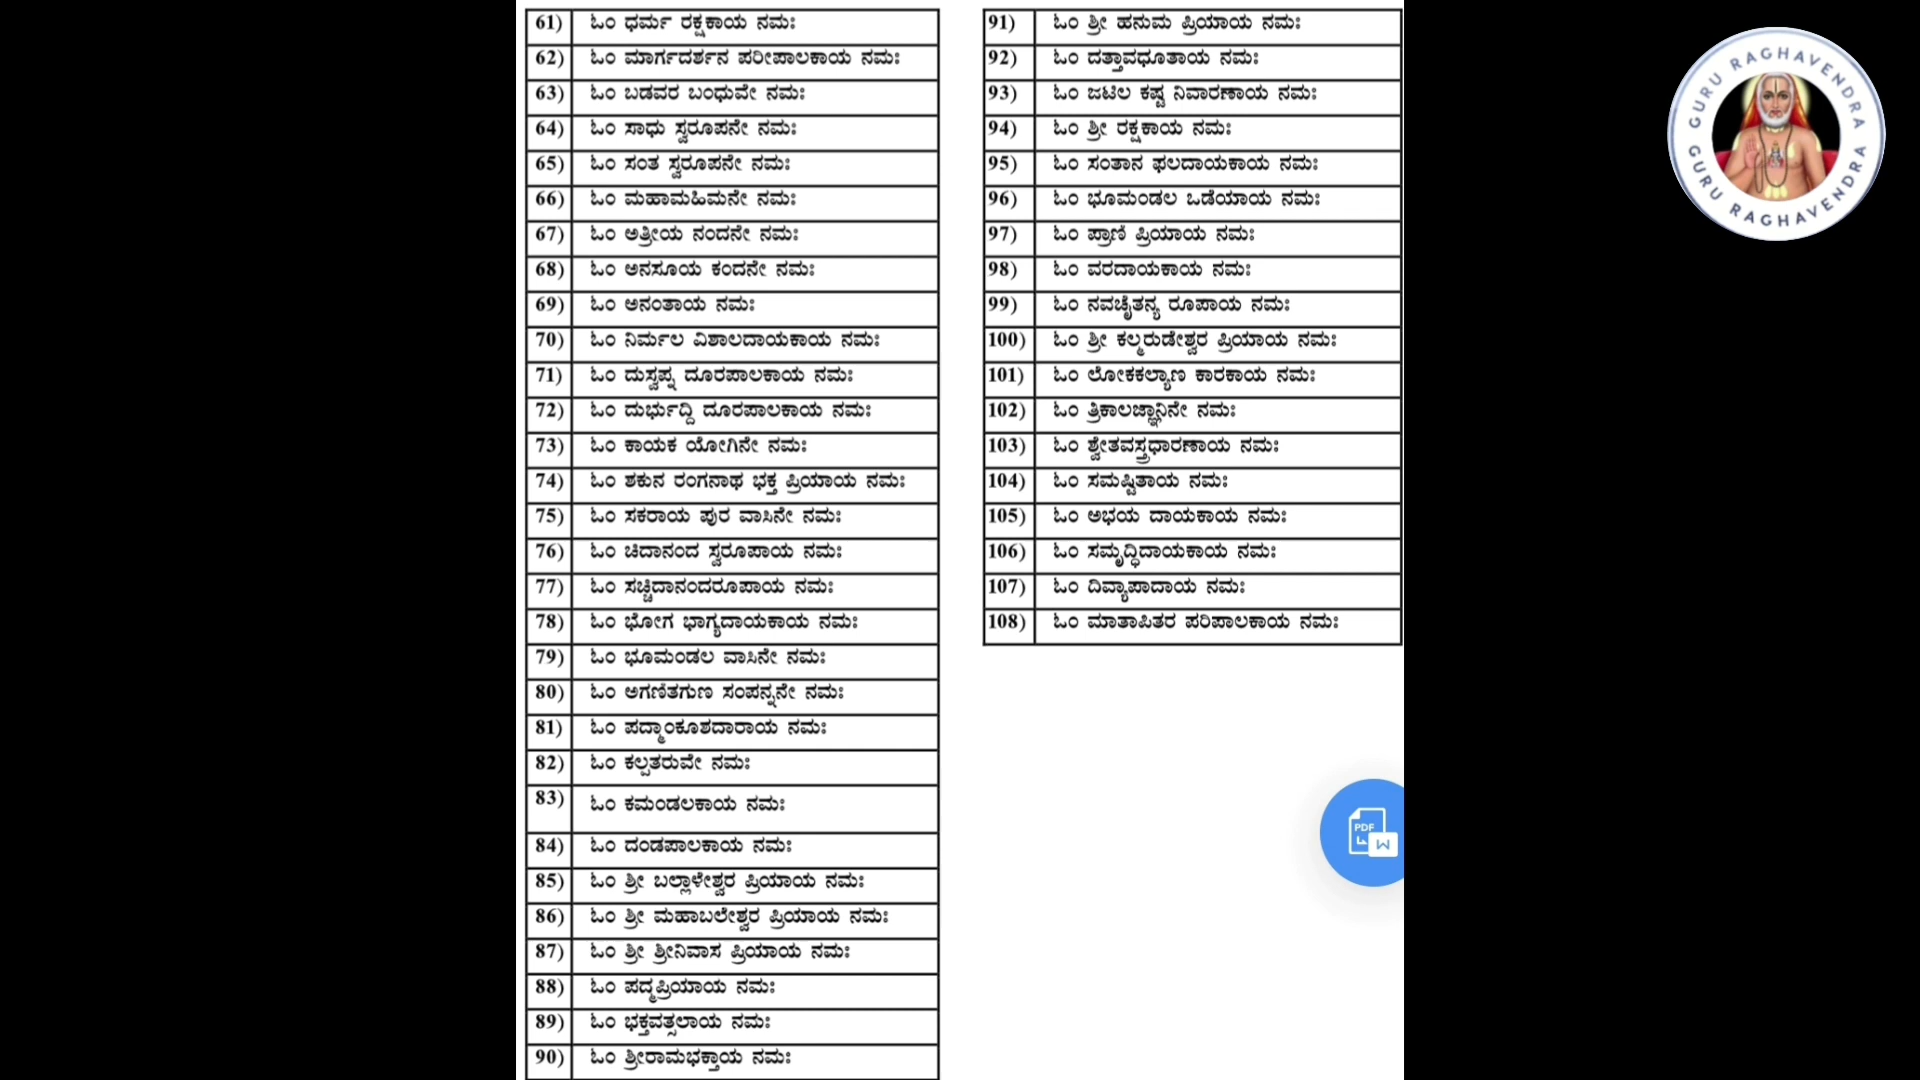 61) ಓಂ ಧರ್ಮ ರಕ್ಷಕಾಯ ನಮಃ
62) ಓಂ ಮಾರ್ಗದರ್ಶನ ಪರೀಪಾಲಕಾಯ ನಮಃ
63) ಓಂ ಬಡವರ ಬಂಧುವೇ ನಮಃ
64) ಓಂ ಸಾಧು ಸ್ವರೂಪನೇ ನಮಃ
65) ಓಂ ಸಂತ ಸ್ವರೂಪನೇ ನಮಃ
66) ಓಂ ಮಹಾಮಹಿಮನೇ ನಮಃ
67) ಓಂ ಅತ್ರೀಯ ನಂದನೇ ನಮಃ
68) ಓಂ ಅನಸೂಯ ಕಂದನೇ ನಮಃ
69) ಓಂ ಅನಂತಾಯ ನಮಃ
70) ಓಂ ನಿರ್ಮಲ ವಿಶಾಲದಾಯಕಾಯ ನಮಃ
71) ಓಂ ದುಸ್ವಪ್ನ ದೂರಪಾಲಕಾಯ ನಮಃ
72) ಓಂ ದುರ್ಭುದ್ದಿ ದೂರಪಾಲಕಾಯ ನಮಃ
73) ಓಂ ಕಾಯಕ ಯೋಗಿನೇ ನಮಃ
74) ಓಂ ಶಕುನ ರಂಗನಾಥ ಭಕ್ತ ಪ್ರಿಯಾಯ ನಮಃ
75) ಓಂ ಸಕರಾಯ ಪುರ ವಾಸಿನೇ ನಮಃ
76) ಓಂ ಚಿದಾನಂದ ಸ್ವರೂಪಾಯ ನಮಃ
77) ಓಂ ಸಚ್ಚಿದಾನಂದರೂಪಾಯ ನಮಃ
78) ಓಂ ಭೋಗ ಭಾಗ್ಯದಾಯಕಾಯ ನಮಃ
79) ಓಂ ಭೂಮಂಡಲ ವಾಸಿನೇ ನಮಃ
80) ಓಂ ಅಗಣಿತಗುಣ ಸಂಪನ್ನನೇ ನಮಃ
81) ಓಂ ಪದ್ಮಾಂಕೂಶದಾರಾಯ ನಮಃ
82) ಓಂ ಕಲ್ಪತರುವೇ ನಮಃ
83) ಓಂ ಕಮಂಡಲಕಾಯ ನಮಃ
84) ಓಂ ದಂಡಪಾಲಕಾಯ ನಮಃ
85) ಓಂ ಶ್ರೀ ಬಲ್ಲಾಳೇಶ್ವರ ಪ್ರಿಯಾಯ ನಮಃ
86) ಓಂ ಶ್ರೀ ಮಹಾಬಲೇಶ್ವರ ಪ್ರಿಯಾಯ ನಮಃ
87) ಓಂ ಶ್ರೀ ಶ್ರೀನಿವಾಸ ಪ್ರಿಯಾಯ ನಮಃ
88) ಓಂ ಪದ್ಮಪ್ರಿಯಾಯ ನಮಃ
89) ಓಂ ಭಕ್ತವತ್ಸಲಾಯ ನಮಃ
90) ಓಂ ಶ್ರೀರಾಮಭಕ್ತಾಯ ನಮಃ
91) ಓಂ ಶ್ರೀ ಹನುಮ ಪ್ರಿಯಾಯ ನಮಃ
92) ಓಂ ದತ್ತಾವಧೂತಾಯ ನಮಃ
93) ಓಂ ಜಟಿಲ ಕಷ್ಟ ನಿವಾರಣಾಯ ನಮಃ
94) ಓಂ ಶ್ರೀ ರಕ್ಷಕಾಯ ನಮಃ
95) ಓಂ ಸಂತಾನ ಫಲದಾಯಕಾಯ ನಮಃ
96) ಓಂ ಭೂಮಂಡಲ ಒಡೆಯಾಯ ನಮಃ
97) ಓಂ ಪ್ರಾಣಿ ಪ್ರಿಯಾಯ ನಮಃ
98) ಓಂ ವರದಾಯಕಾಯ ನಮಃ
99) ಓಂ ನವಚೈತನ್ಯ ರೂಪಾಯ ನಮಃ
100) ಓಂ ಶ್ರೀ ಕಲ್ಮರುಡೇಶ್ವರ ಪ್ರಿಯಾಯ ನಮಃ
101) ಓಂ ಲೋಕಕಲ್ಯಾಣ ಕಾರಕಾಯ ನಮಃ
102) ಓಂ ತ್ರಿಕಾಲಜ್ಞಾನಿನೇ ನಮಃ
103) ಓಂ ಶ್ವೇತವಸ್ತ್ರಧಾರಣಾಯ ನಮಃ
104) ಓಂ ಸಮಷ್ಟಿತಾಯ ನಮಃ
105) ಓಂ ಅಭಯ ದಾಯಕಾಯ ನಮಃ
106) ಓಂ ಸಮೃದ್ಧಿದಾಯಕಾಯ ನಮಃ
107) ಓಂ ದಿವ್ಯಾಪಾದಾಯ ನಮಃ
108) ಓಂ ಮಾತಾಪಿತರ ಪರಿಪಾಲಕಾಯ ನಮಃ
GURU RAGHAVENDRA
GURU RAGHAVENDRA
PDF
W